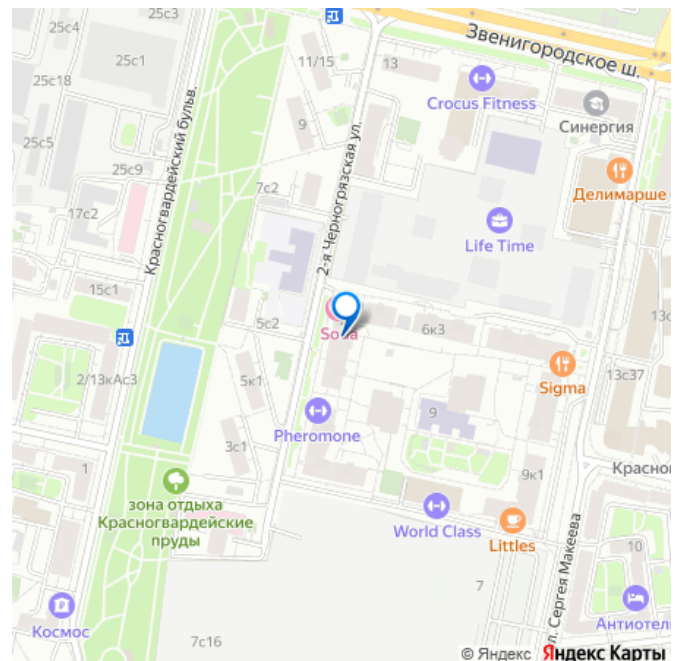 25с4
25с1
25с18
25с5
25с9
17с2
15с1
2/13кАс3
1
Красногвардейский бульв.
11/15
13
9
7с2
2-я Черногрязская ул.
Звенигородское ш.
Crocus Fitness
Синергия
Делимарше
Life Time
5с2
Soda
6к3
13с
13с37
Sigma
5к1
3с1
Pheromone
9
9к1
Красно
зона отдыха
Красногвардейские
пруды
World Class
Littles
7
10
ул. Сергея Макеева
Антиотел
Космос
7с16
© Яндекс Яндекс Карты